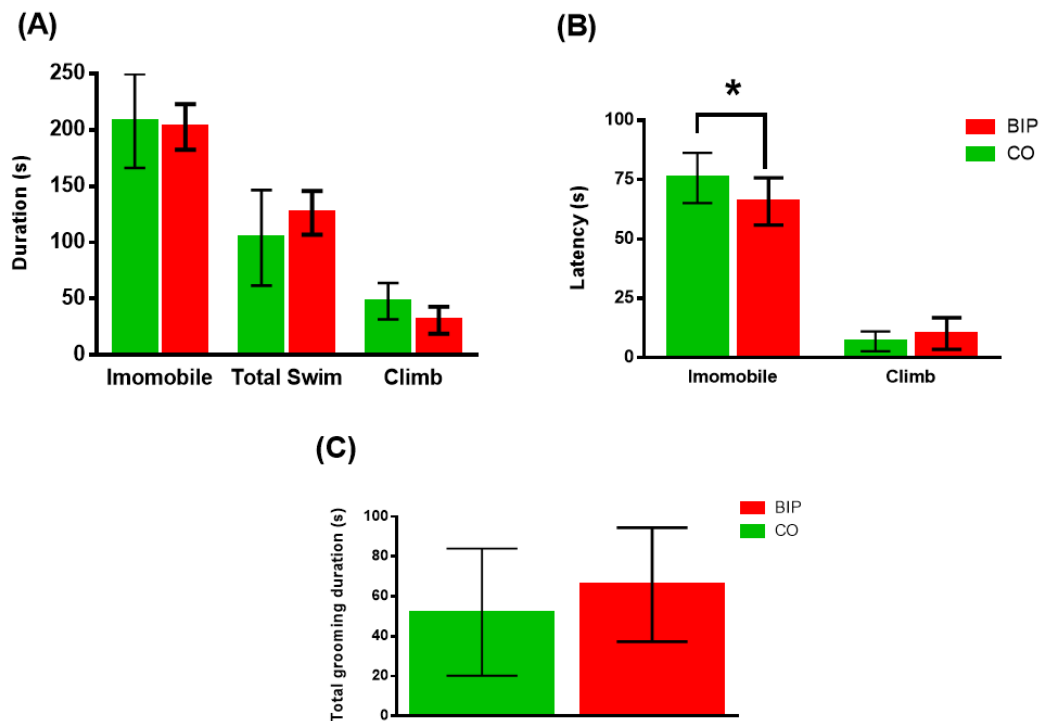 (A)
Duration (s)
250
200
150
100
50
0
Imomobile Total Swim Climb
(B)
Latency (s)
100
75
50
25
0
*
Imomobile Climb
BIP
CO
(C)
Total grooming duration (s)
100
80
60
40
20
0
BIP
CO